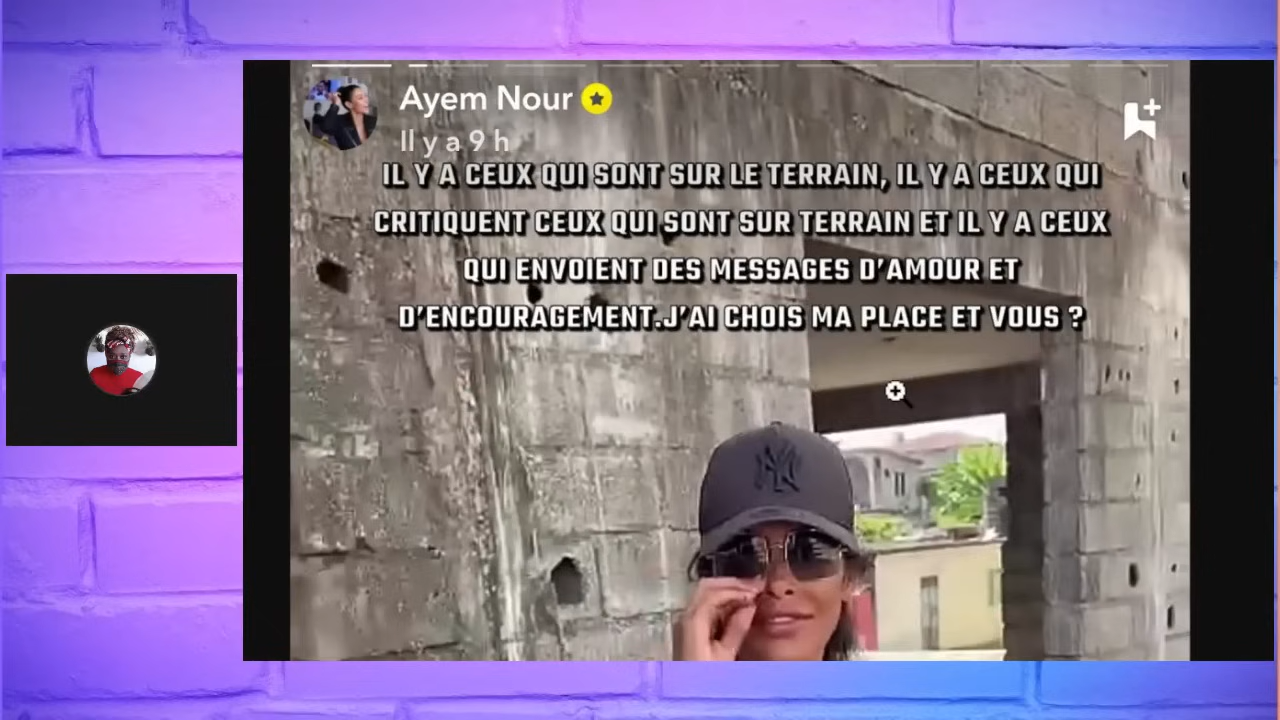 Ayem Nour
Il y a 9 h
IL Y A CEUX QUI SONT SUR LE TERRAIN, IL Y A CEUX QUI
CRITIQUENT CEUX QUI SONT SUR TERRAIN ET IL Y A CEUX
QUI ENVOIENT DES MESSAGES D’AMOUR ET
D’ENCOURAGEMENT.J’AI CHOIS MA PLACE ET VOUS ?
NY